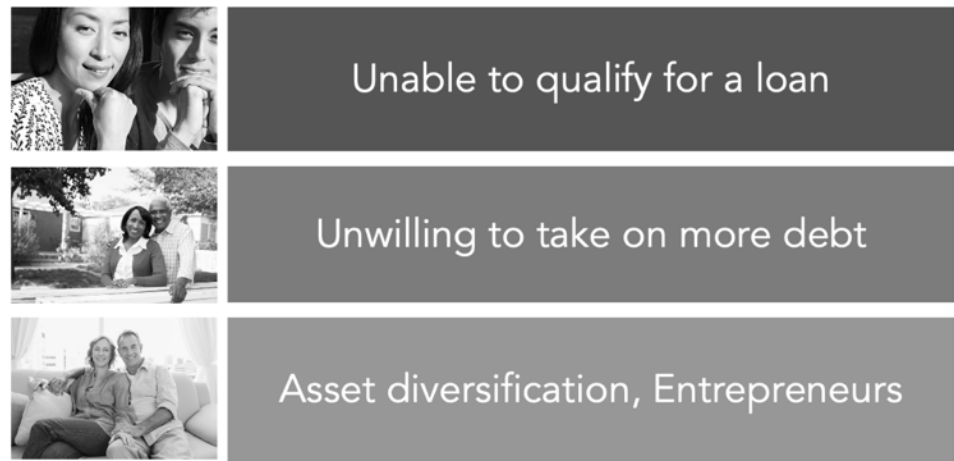 Unable to qualify for a loan
Unwilling to take on more debt
Asset diversification, Entrepreneurs